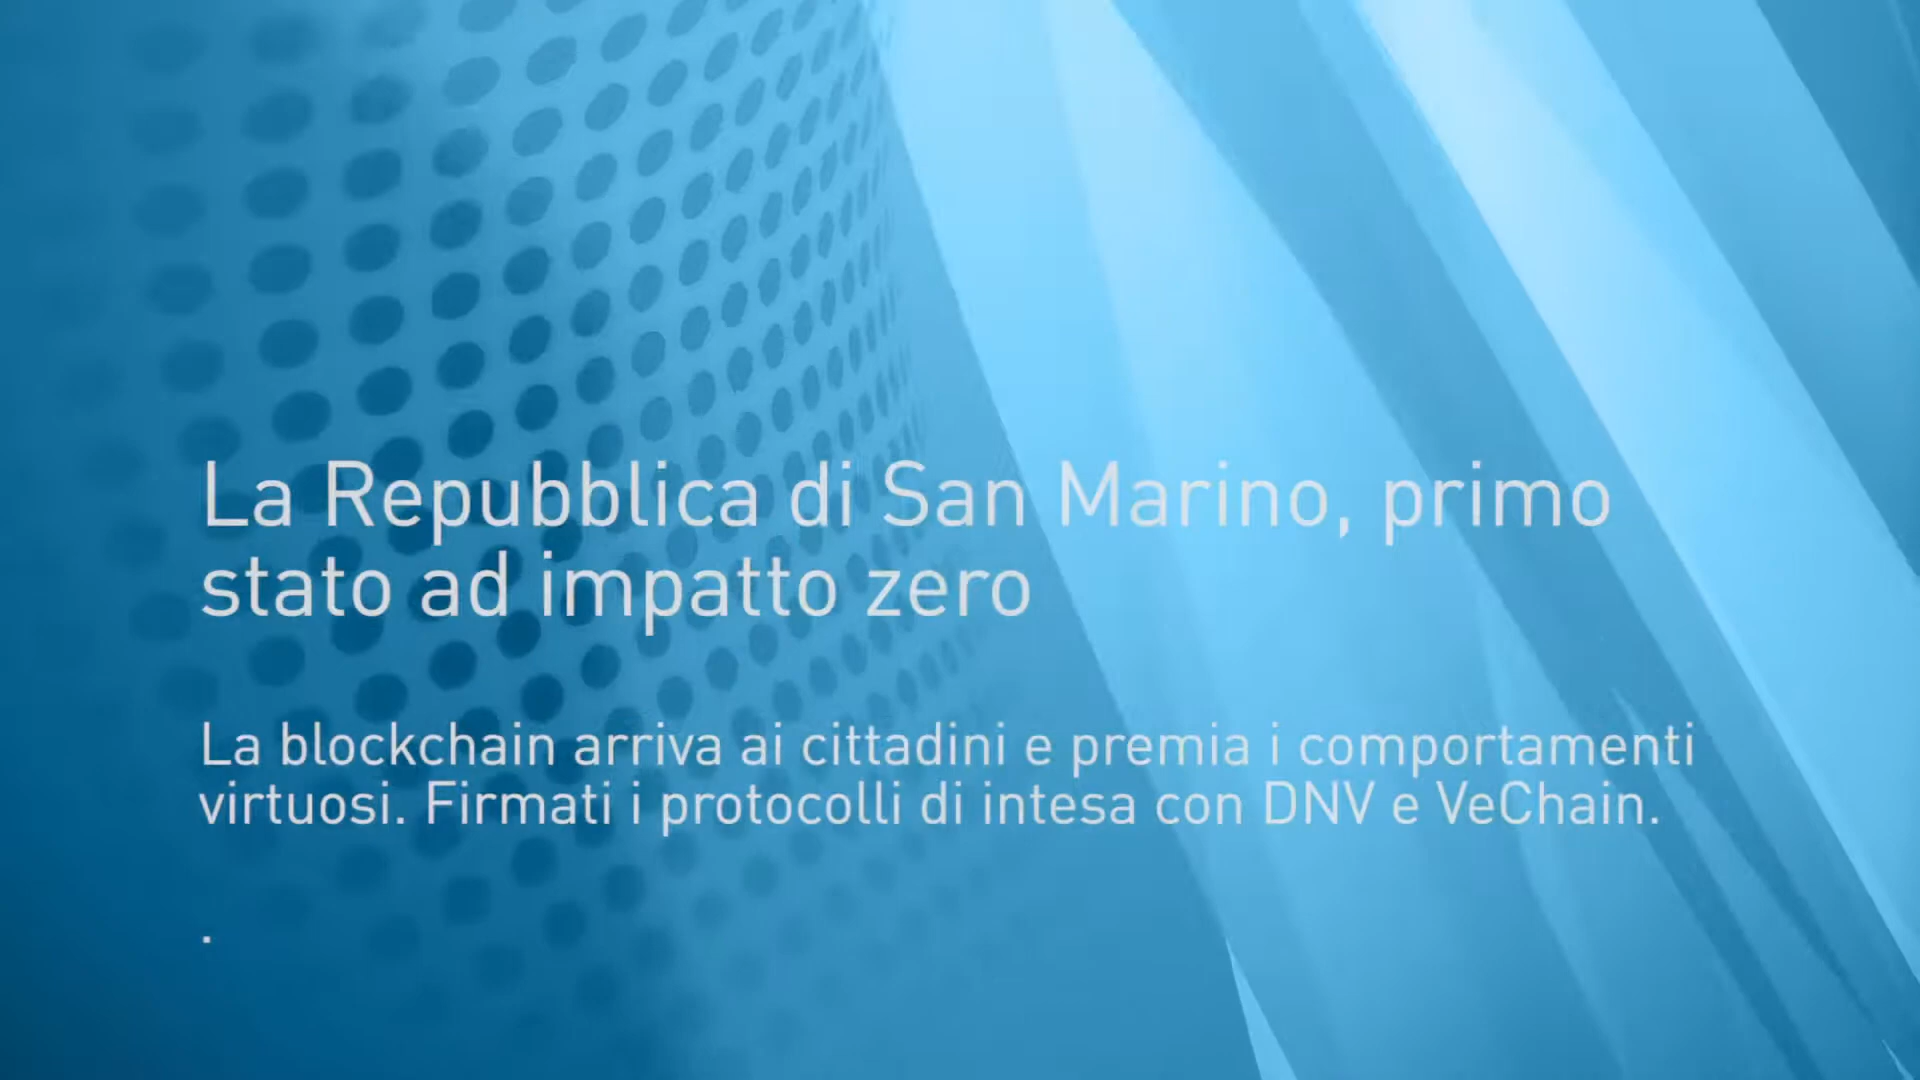 La Repubblica di San Marino, primo
stato ad impatto zero
La blockchain arriva ai cittadini e premia i comportamenti
virtuosi. Firmati i protocolli di intesa con DNV e VeChain.
.